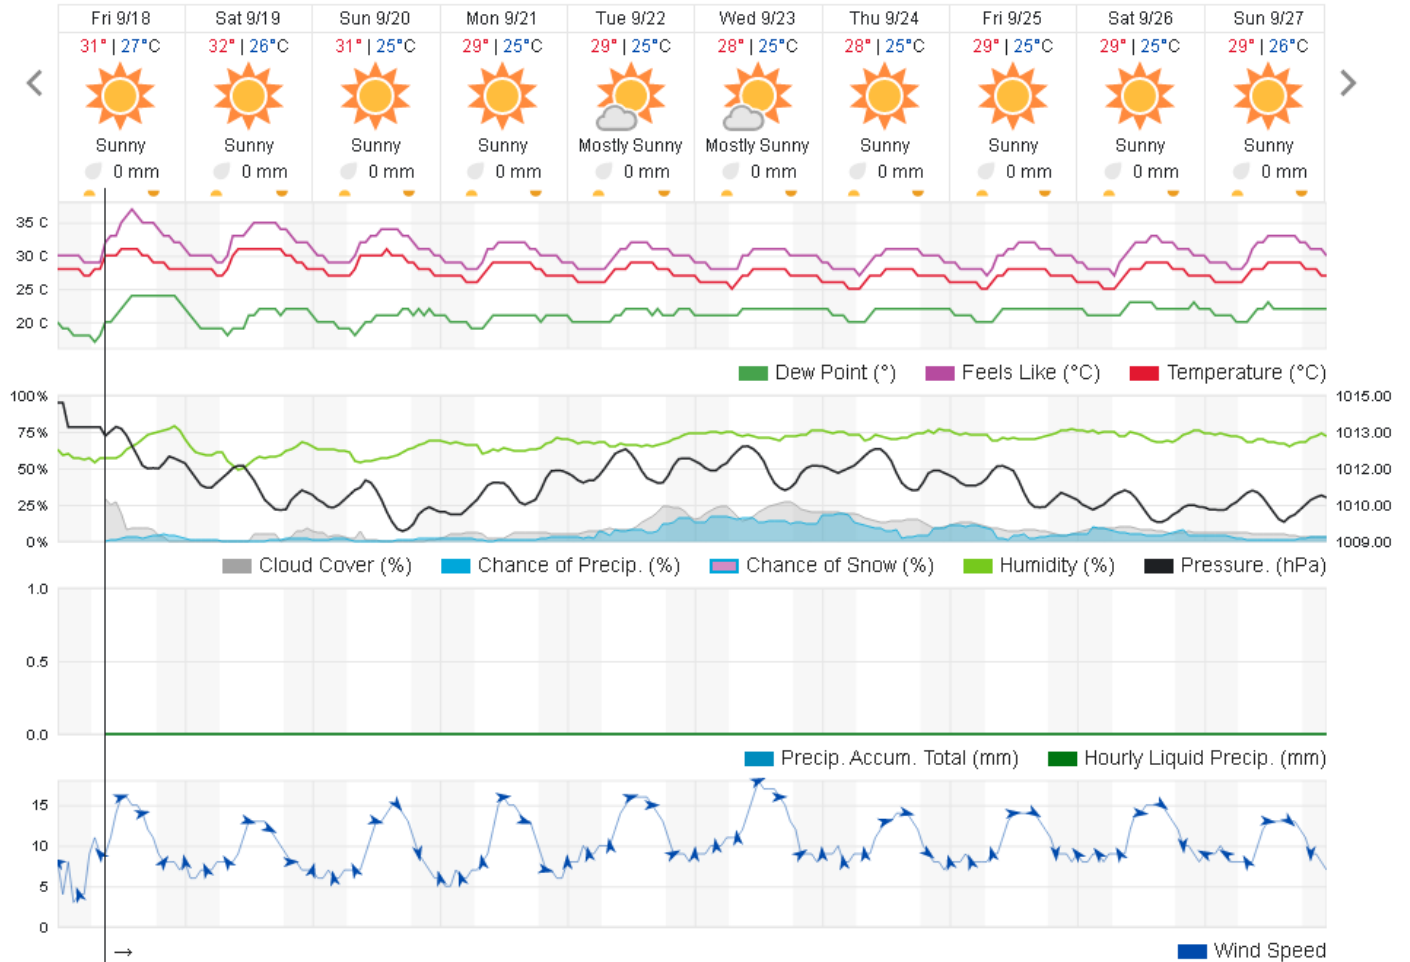 Fri 9/18 Sat 9/19 Sun 9/20 Mon 9/21 Tue 9/22 Wed 9/23 Thu 9/24 Fri 9/25 Sat 9/26 Sun 9/27
31° | 27°C 32° | 26°C 31° | 25°C 29° | 25°C 29° | 25°C 28° | 25°C 28° | 25°C 29° | 25°C 29° | 25°C 29° | 26°C
Sunny Sunny Sunny Sunny Mostly Sunny Mostly Sunny Sunny Sunny Sunny Sunny
0 mm 0 mm 0 mm 0 mm 0 mm 0 mm 0 mm 0 mm 0 mm 0 mm
35 C
30 C
25 C
20 C
Dew Point (°) Feels Like (°C) Temperature (°C)
100% 1015.00
75% 1013.00
50% 1012.00
25% 1010.00
0% 1009.00
Cloud Cover (%) Chance of Precip. (%) Chance of Snow (%) Humidity (%) Pressure. (hPa)
1.0
0.5
0.0
Precip. Accum. Total (mm) Hourly Liquid Precip. (mm)
15
10
5
0
→ Wind Speed